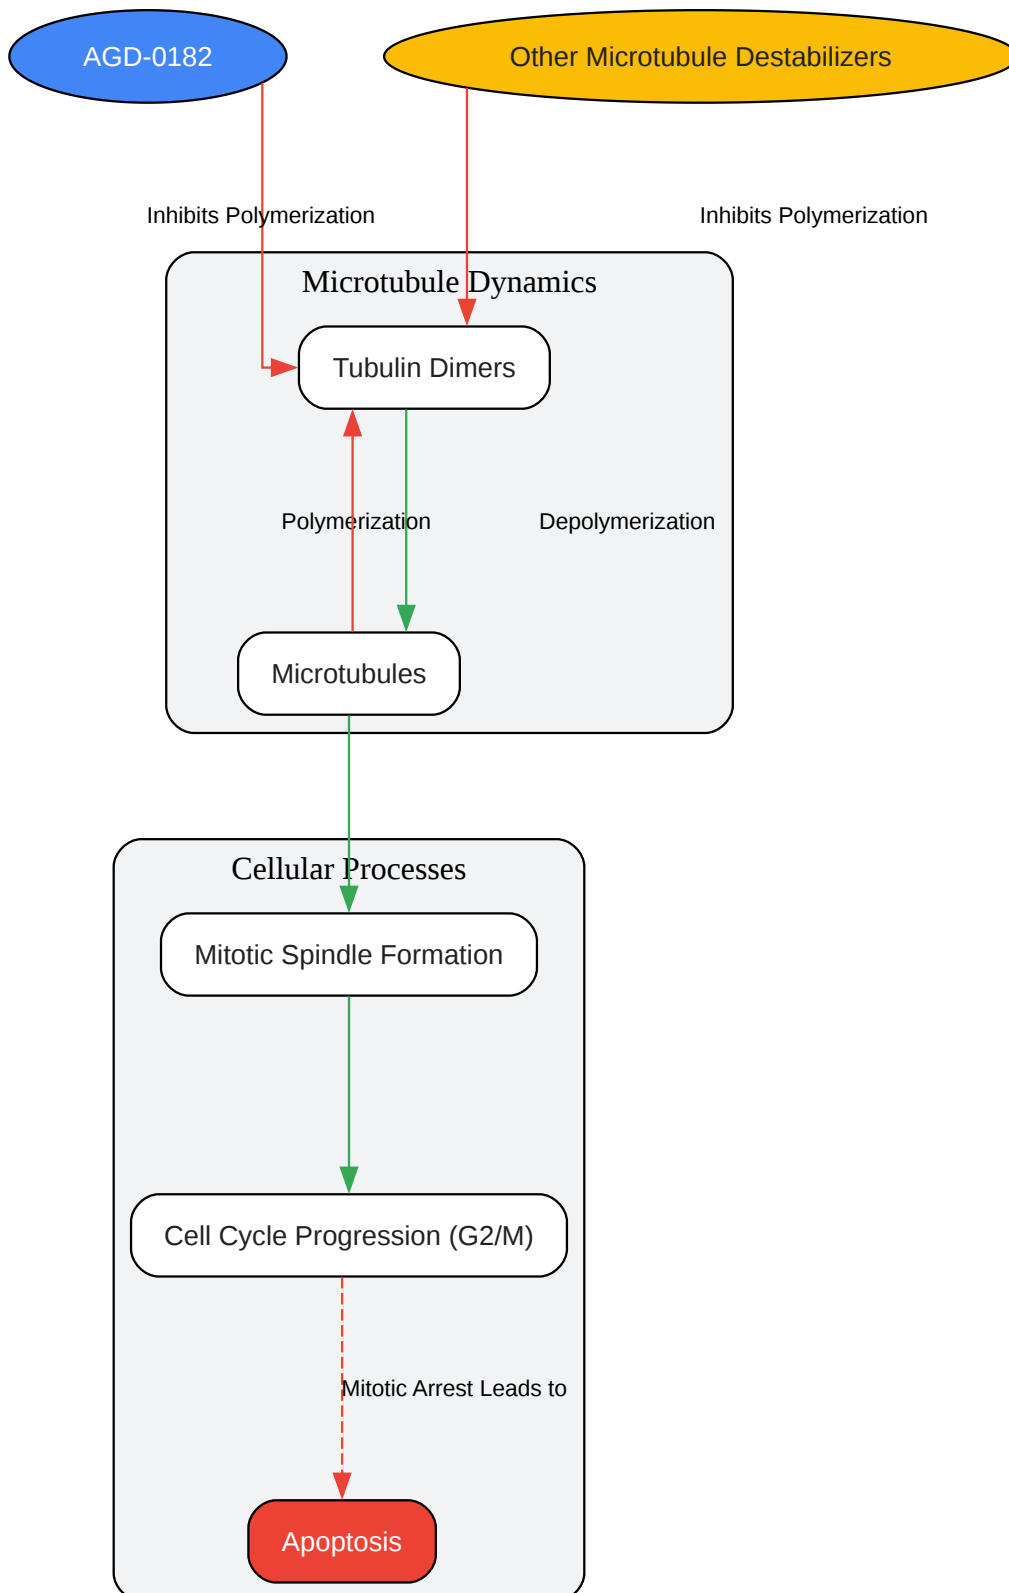 AGD-0182
Other Microtubule Destabilizers
Inhibits Polymerization
Inhibits Polymerization
Microtubule Dynamics
Tubulin Dimers
Polymerization
Depolymerization
Microtubules
Cellular Processes
Mitotic Spindle Formation
Cell Cycle Progression (G2/M)
Mitotic Arrest Leads to
Apoptosis